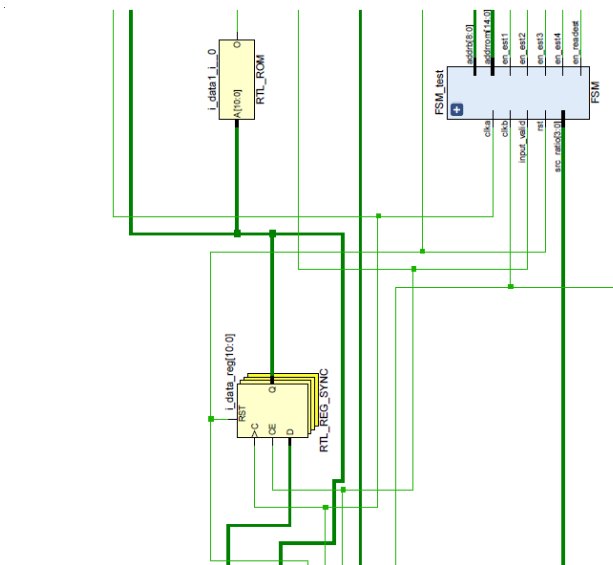 O
i_data1_i__0
A[10:0]
RTL_ROM
addrb[8:0]
addrrom[14:0]
en_est1
en_est2
en_est3
en_est4
en_readest
FSM_test
FSM
clka
clkb
input_valid
rst
src_ratio[3:0]
i_data_reg[10:0]
Q
RST
C
CE
D
RTL_REG_SYNC